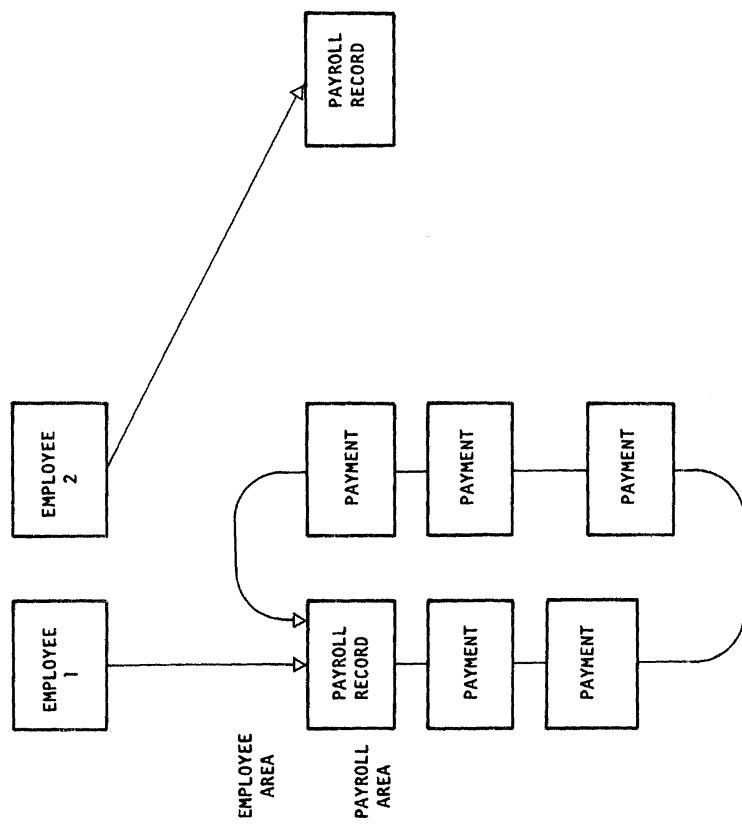 EMPLOYEE
1
EMPLOYEE
2
EMPLOYEE
AREA
PAYROLL
AREA
PAYROLL
RECORD
PAYMENT
PAYROLL
RECORD
PAYMENT
PAYMENT
PAYMENT
PAYMENT